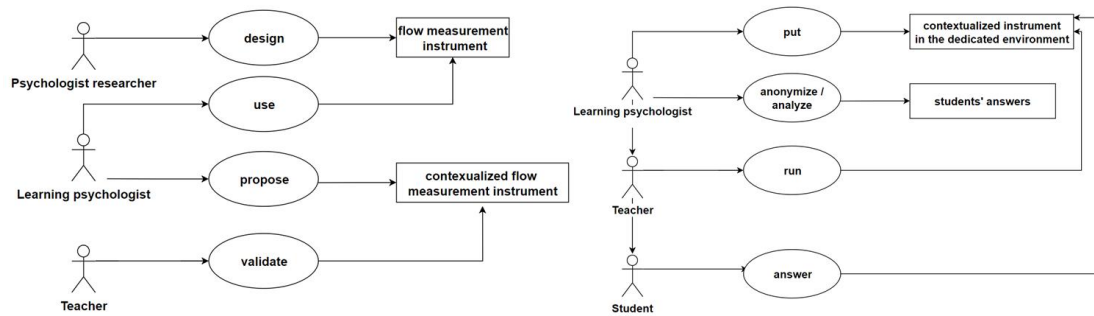 design
flow measurement
instrument
Psychologist researcher
use
Learning psychologist
propose
contexualized flow
measurement instrument
validate
Teacher
put
contextualized instrument
in the dedicated environment
Learning psychologist
anonymize /
analyze
students' answers
run
Teacher
answer
Student